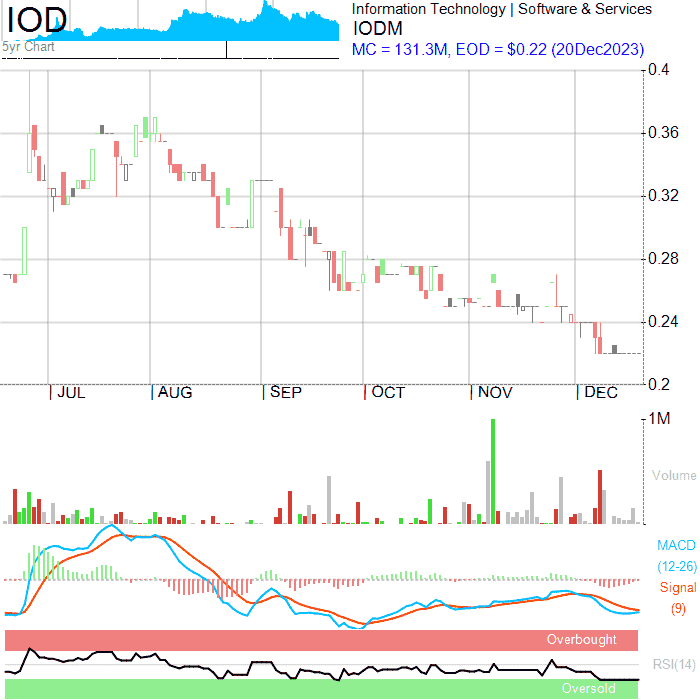 IOD
5yr Chart
Information Technology | Software & Services
IODM
MC = 131.3M, EOD = $0.22 (20Dec2023)
0.4
0.36
0.32
0.28
0.24
0.2
JUL AUG SEP OCT NOV DEC
1M
Volume
MACD
(12-26)
Signal
(9)
Overbought
RSI(14)
Oversold